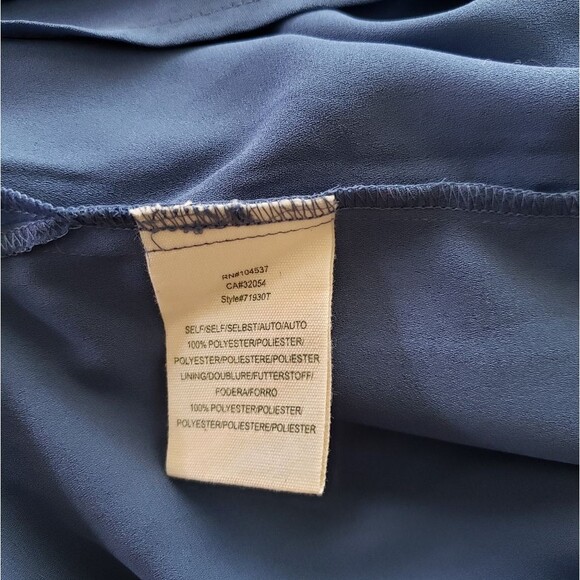 RN#104537
CA#32054
Style#71930T
SELF/SELF/SELBST/AUTO/AUTO
100% POLYESTER/POLIESTER/
POLYESTER/POLIESTERE/POLIESTER
LINING/DOUBLURE/FUTTERSTOFF/
FODERA/FORRO
100% POLYESTER/POLIESTER/
POLYESTER/POLIESTERE/POLIESTER